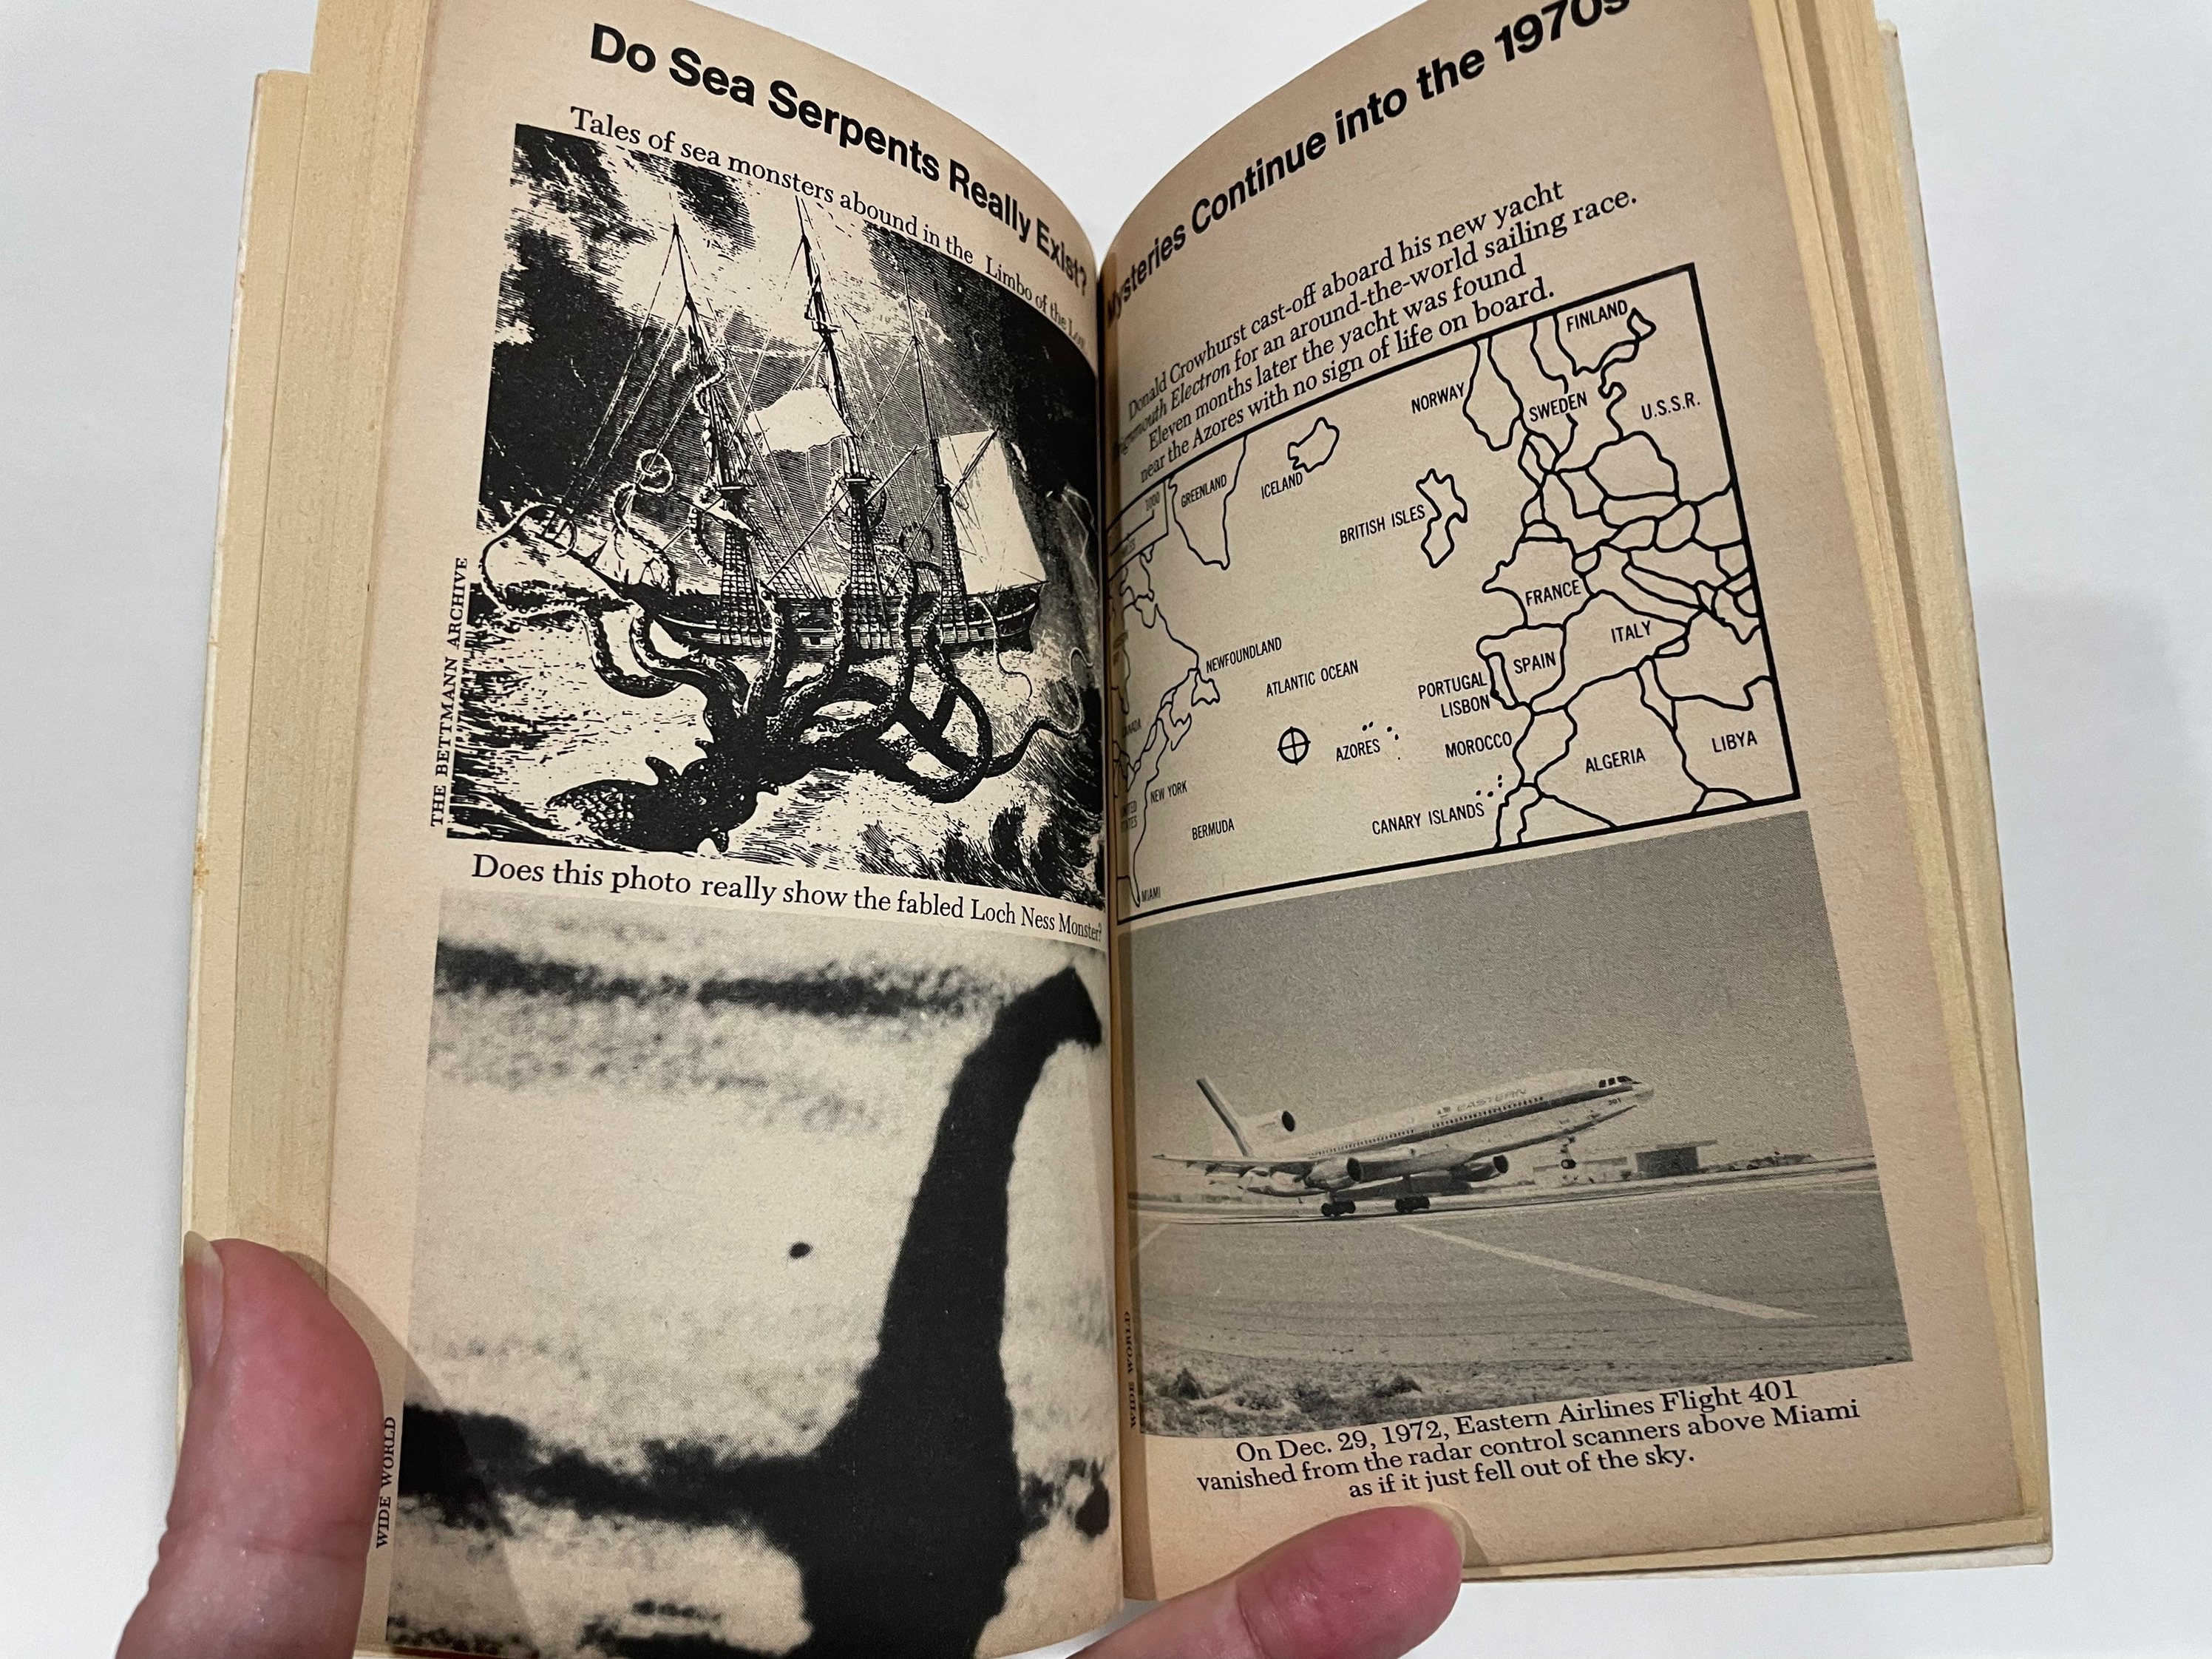 Do Sea Serpents Really Exist?
Tales of sea monsters abound in the Limbo of the
THE BETTMANN ARCHIVE
Does this photo really show the fabled Loch Ness Monster?
WIDE WORLD
Mysteries Continue into the 1970s
Donald Crowhurst cast-off aboard his new yacht
Electron for an around-the-world sailing race.
Eleven months later the yacht was found
near the Azores with no sign of life on board.
FINLAND
NORWAY
SWEDEN
U.S.S.R.
1000
GREENLAND
ICELAND
BRITISH ISLES
FRANCE
ITALY
NEWFOUNDLAND
ATLANTIC OCEAN
SPAIN
PORTUGAL
LISBON
CANADA
AZORES
MOROCCO
ALGERIA
LIBYA
NEW YORK
UNITED
STATES
BERMUDA
CANARY ISLANDS
MIAMI
EASTERN
301
WIDE WORLD
On Dec. 29, 1972, Eastern Airlines Flight 401
vanished from the radar control scanners above Miami
as if it just fell out of the sky.